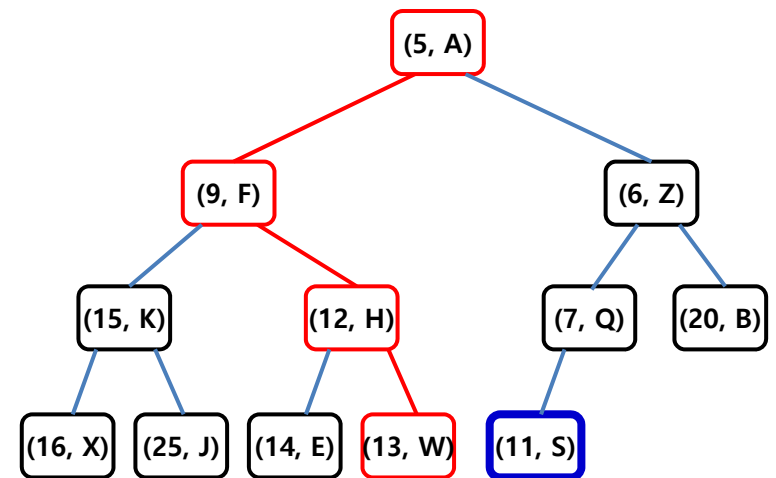 (5, A)
(9, F)
(6, Z)
(15, K)
(12, H)
(7, Q)
(20, B)
(16, X)
(25, J)
(14, E)
(13, W)
(11, S)